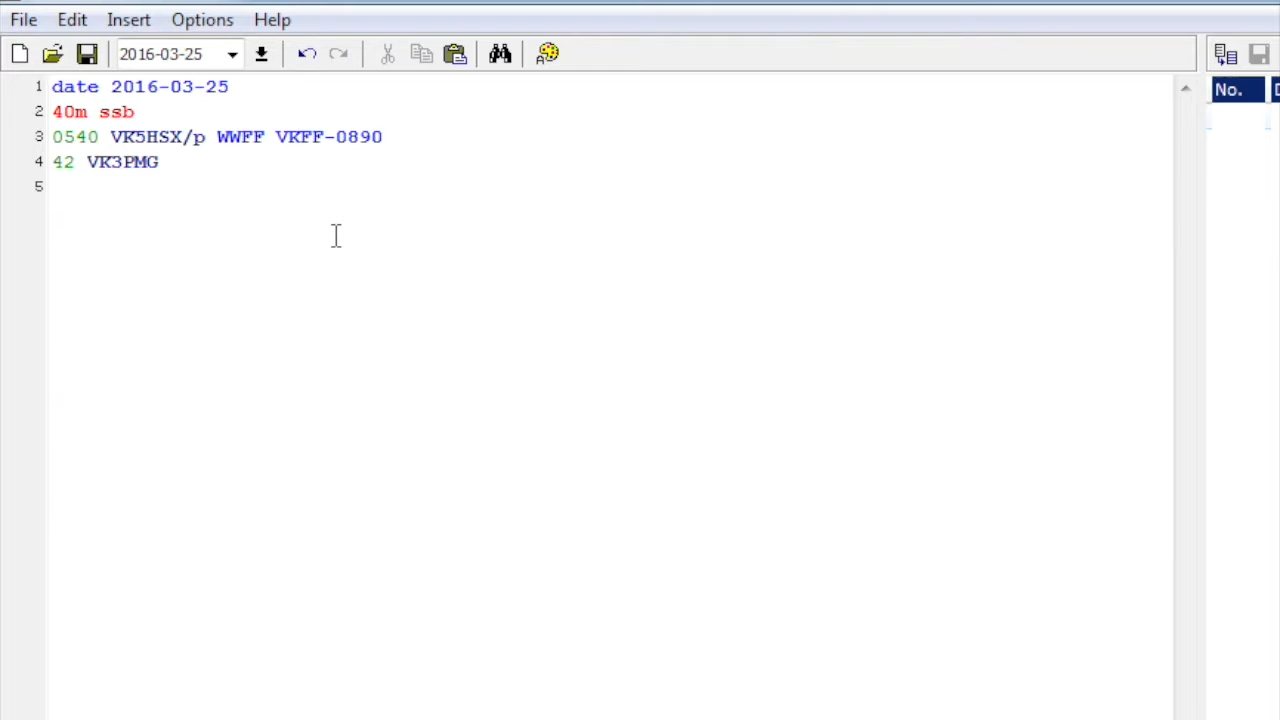 File Edit Insert Options Help
2016-03-25 No.
1 date 2016-03-25
2 40m ssb
3 0540 VK5HSX/p WWFF VKFF-0890
4 42 VK3PMG
5